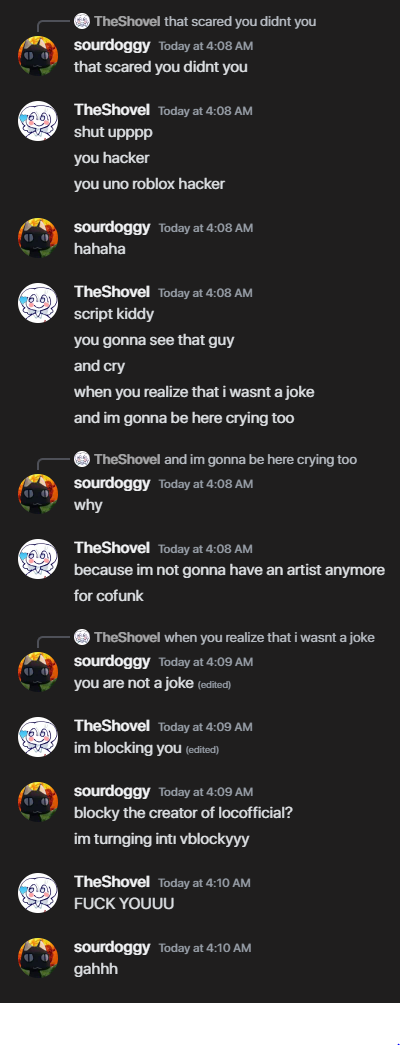 TheShovel that scared you didnt you
sourdoggy Today at 4:08 AM
that scared you didnt you
TheShovel Today at 4:08 AM
shut upppp
you hacker
you uno roblox hacker
sourdoggy Today at 4:08 AM
hahaha
TheShovel Today at 4:08 AM
script kiddy
you gonna see that guy
and cry
when you realize that i wasnt a joke
and im gonna be here crying too
TheShovel and im gonna be here crying too
sourdoggy Today at 4:08 AM
why
TheShovel Today at 4:08 AM
because im not gonna have an artist anymore
for cofunk
TheShovel when you realize that i wasnt a joke
sourdoggy Today at 4:09 AM
you are not a joke (edited)
TheShovel Today at 4:09 AM
im blocking you (edited)
sourdoggy Today at 4:09 AM
blocky the creator of locofficial?
im turnging intı vblockyyy
TheShovel Today at 4:10 AM
FUCK YOUUU
sourdoggy Today at 4:10 AM
gahhh